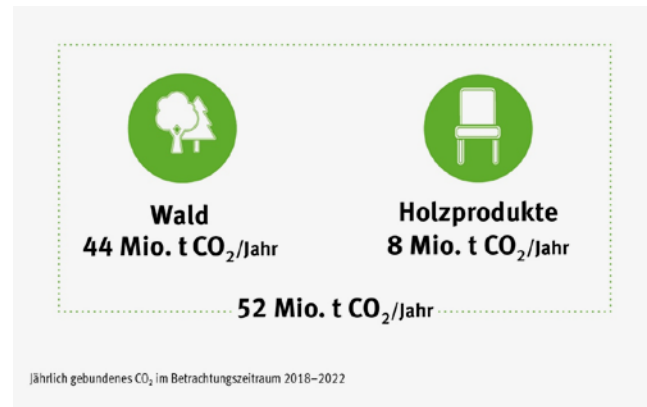 Wald
44 Mio. t CO₂/Jahr
Holzprodukte
8 Mio. t CO₂/Jahr
52 Mio. t CO₂/Jahr
Jährlich gebundenes CO₂ im Betrachtungszeitraum 2018–2022